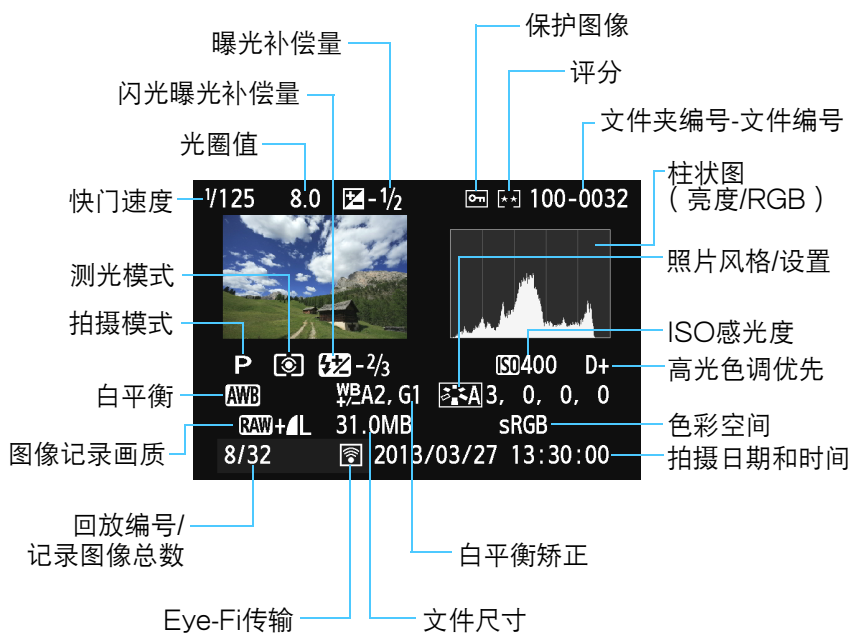 保护图像
曝光补偿量
评分
闪光曝光补偿量
文件夹编号-文件编号
光圈值
柱状图
（亮度/RGB）
快门速度
1/125 8.0 -1/2 100-0032
照片风格/设置
测光模式
拍摄模式
ISO感光度
P -2/3 ISO400 D+
高光色调优先
白平衡
AWB WB+/-A2, G1 A3, 0, 0, 0
RAW+L 31.0MB sRGB
色彩空间
图像记录画质
8/32 2013/03/27 13:30:00
拍摄日期和时间
回放编号/
记录图像总数
白平衡矫正
Eye-Fi传输
文件尺寸